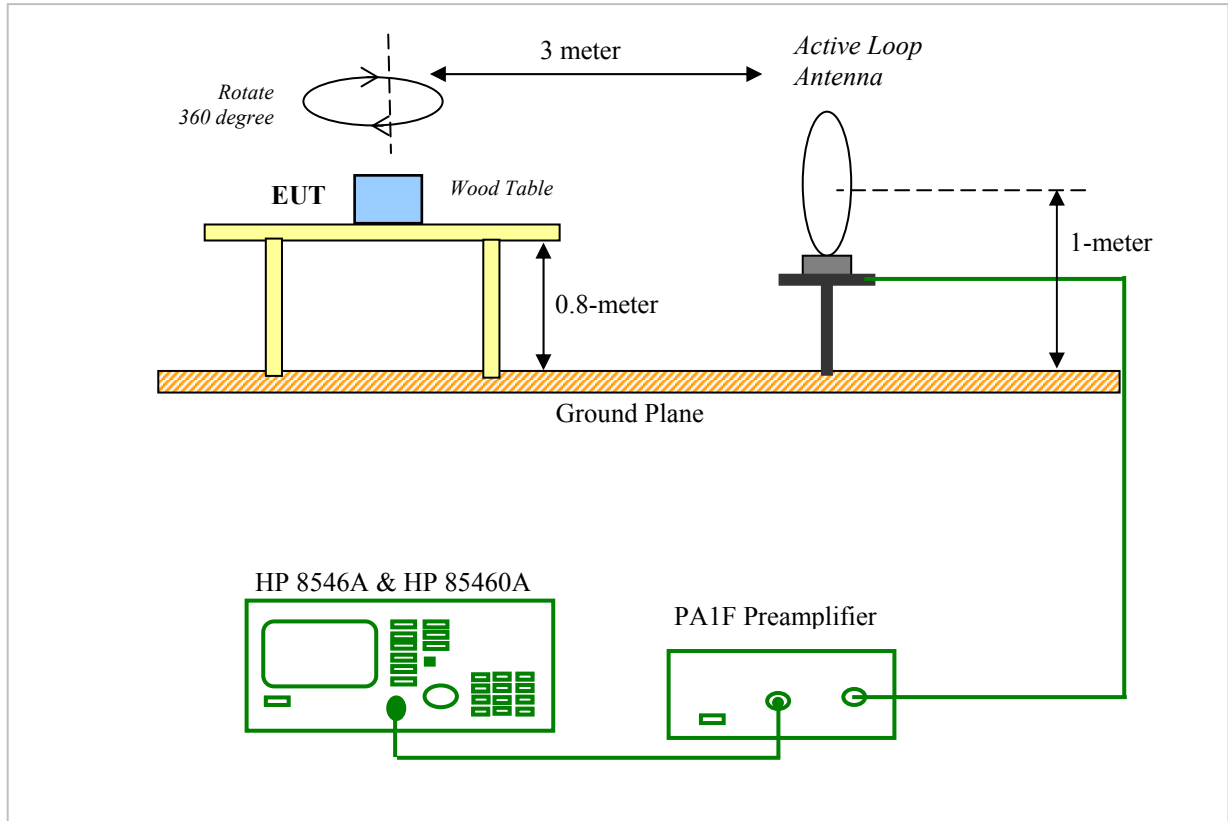 3 meter
Active Loop
Antenna
Rotate
360 degree
EUT
Wood Table
1-meter
0.8-meter
Ground Plane
HP 8546A & HP 85460A
PA1F Preamplifier